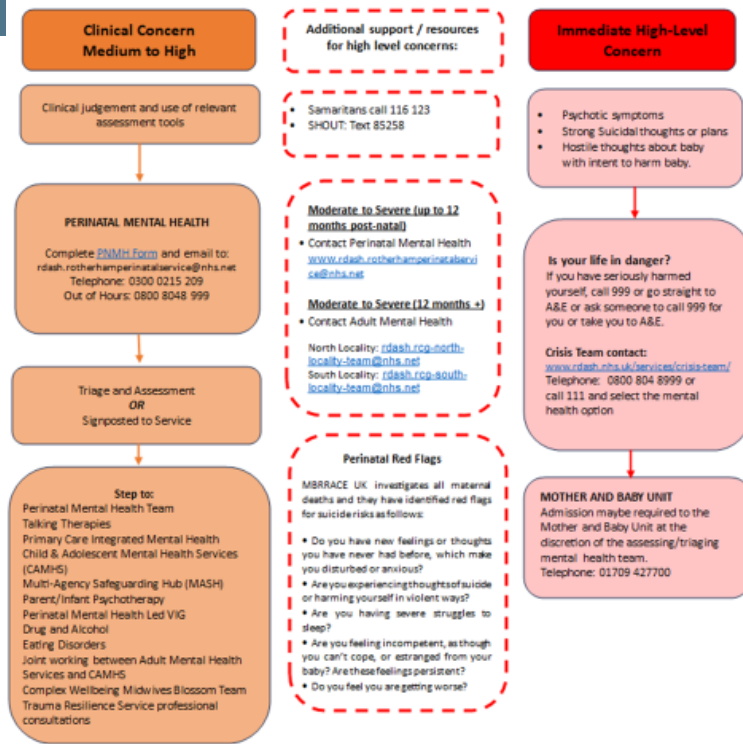 Clinical Concern
Medium to High
Clinical judgement and use of relevant
assessment tools
PERINATAL MENTAL HEALTH
Complete PNMH Form and email to:
rdash.rotherhamperinatalservice@nhs.net
Telephone: 0300 0215 209
Out of Hours: 0800 8048 999
Triage and Assessment
OR
Signposted to Service
Step to:
Perinatal Mental Health Team
Talking Therapies
Primary Care Integrated Mental Health
Child & Adolescent Mental Health Services
(CAMHS)
Multi-Agency Safeguarding Hub (MASH)
Parent/Infant Psychotherapy
Perinatal Mental Health Led VIG
Drug and Alcohol
Eating Disorders
Joint working between Adult Mental Health
Services and CAMHS
Complex Wellbeing Midwives Blossom Team
Trauma Resilience Service professional
consultations
Additional support / resources
for high level concerns:
• Samaritans call 116 123
• SHOUT: Text 85258
Moderate to Severe (up to 12
months post-natal)
• Contact Perinatal Mental Health
www.rdash.rotherhamperinatalservi
ce@nhs.net
Moderate to Severe (12 months +)
• Contact Adult Mental Health
North Locality: rdash.rcg-north-
locality-team@nhs.net
South Locality: rdash.rcg-south-
locality-team@nhs.net
Perinatal Red Flags
MBRRACE UK investigates all maternal
deaths and they have identified red flags
for suicide risks as follows:
• Do you have new feelings or thoughts
you have never had before, which make
you disturbed or anxious?
• Are you experiencing thoughts of suicide
or harming yourself in violent ways?
• Are you having severe struggles to
sleep?
• Are you feeling incompetent, as though
you can't cope, or estranged from your
baby? Are these feelings persistent?
• Do you feel you are getting worse?
Immediate High-Level
Concern
• Psychotic symptoms
• Strong Suicidal thoughts or plans
• Hostile thoughts about baby
with intent to harm baby.
Is your life in danger?
If you have seriously harmed
yourself, call 999 or go straight to
A&E or ask someone to call 999 for
you or take you to A&E.
Crisis Team contact:
www.rdash.nhs.uk/services/crisis-team/
Telephone: 0800 804 8999 or
call 111 and select the mental
health option
MOTHER AND BABY UNIT
Admission maybe required to the
Mother and Baby Unit at the
discretion of the assessing/triaging
mental health team.
Telephone: 01709 427700